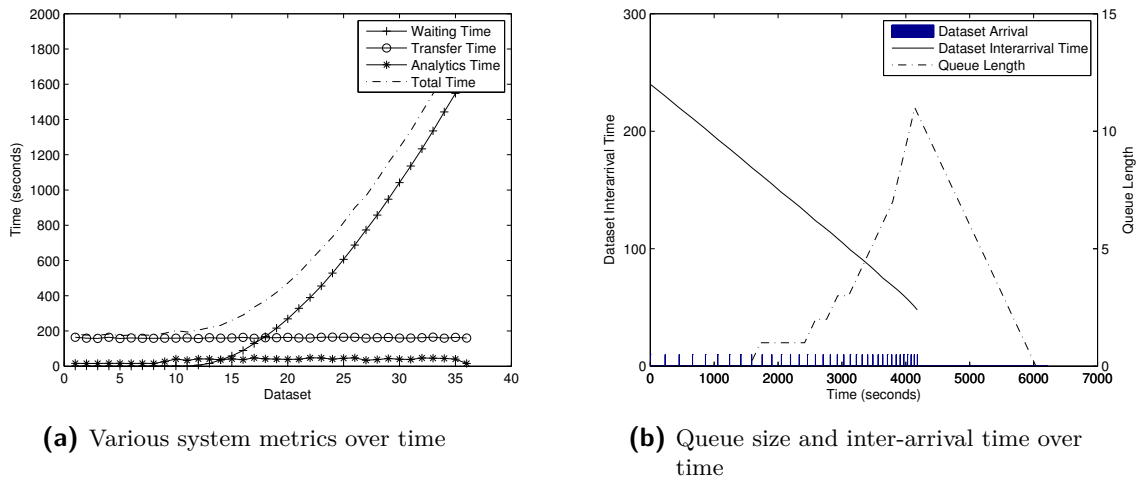 2000
1800
1600
1400
1200
1000
800
600
400
200
0
Time (seconds)
Waiting Time
Transfer Time
Analytics Time
Total Time
0 5 10 15 20 25 30 35 40
Dataset
300
200
100
0
Dataset Interarrival Time
Dataset Arrival
Dataset Interarrival Time
Queue Length
15
10
5
0
Queue Length
0 1000 2000 3000 4000 5000 6000 7000
Time (seconds)
(a) Various system metrics over time
(b) Queue size and inter-arrival time over
time